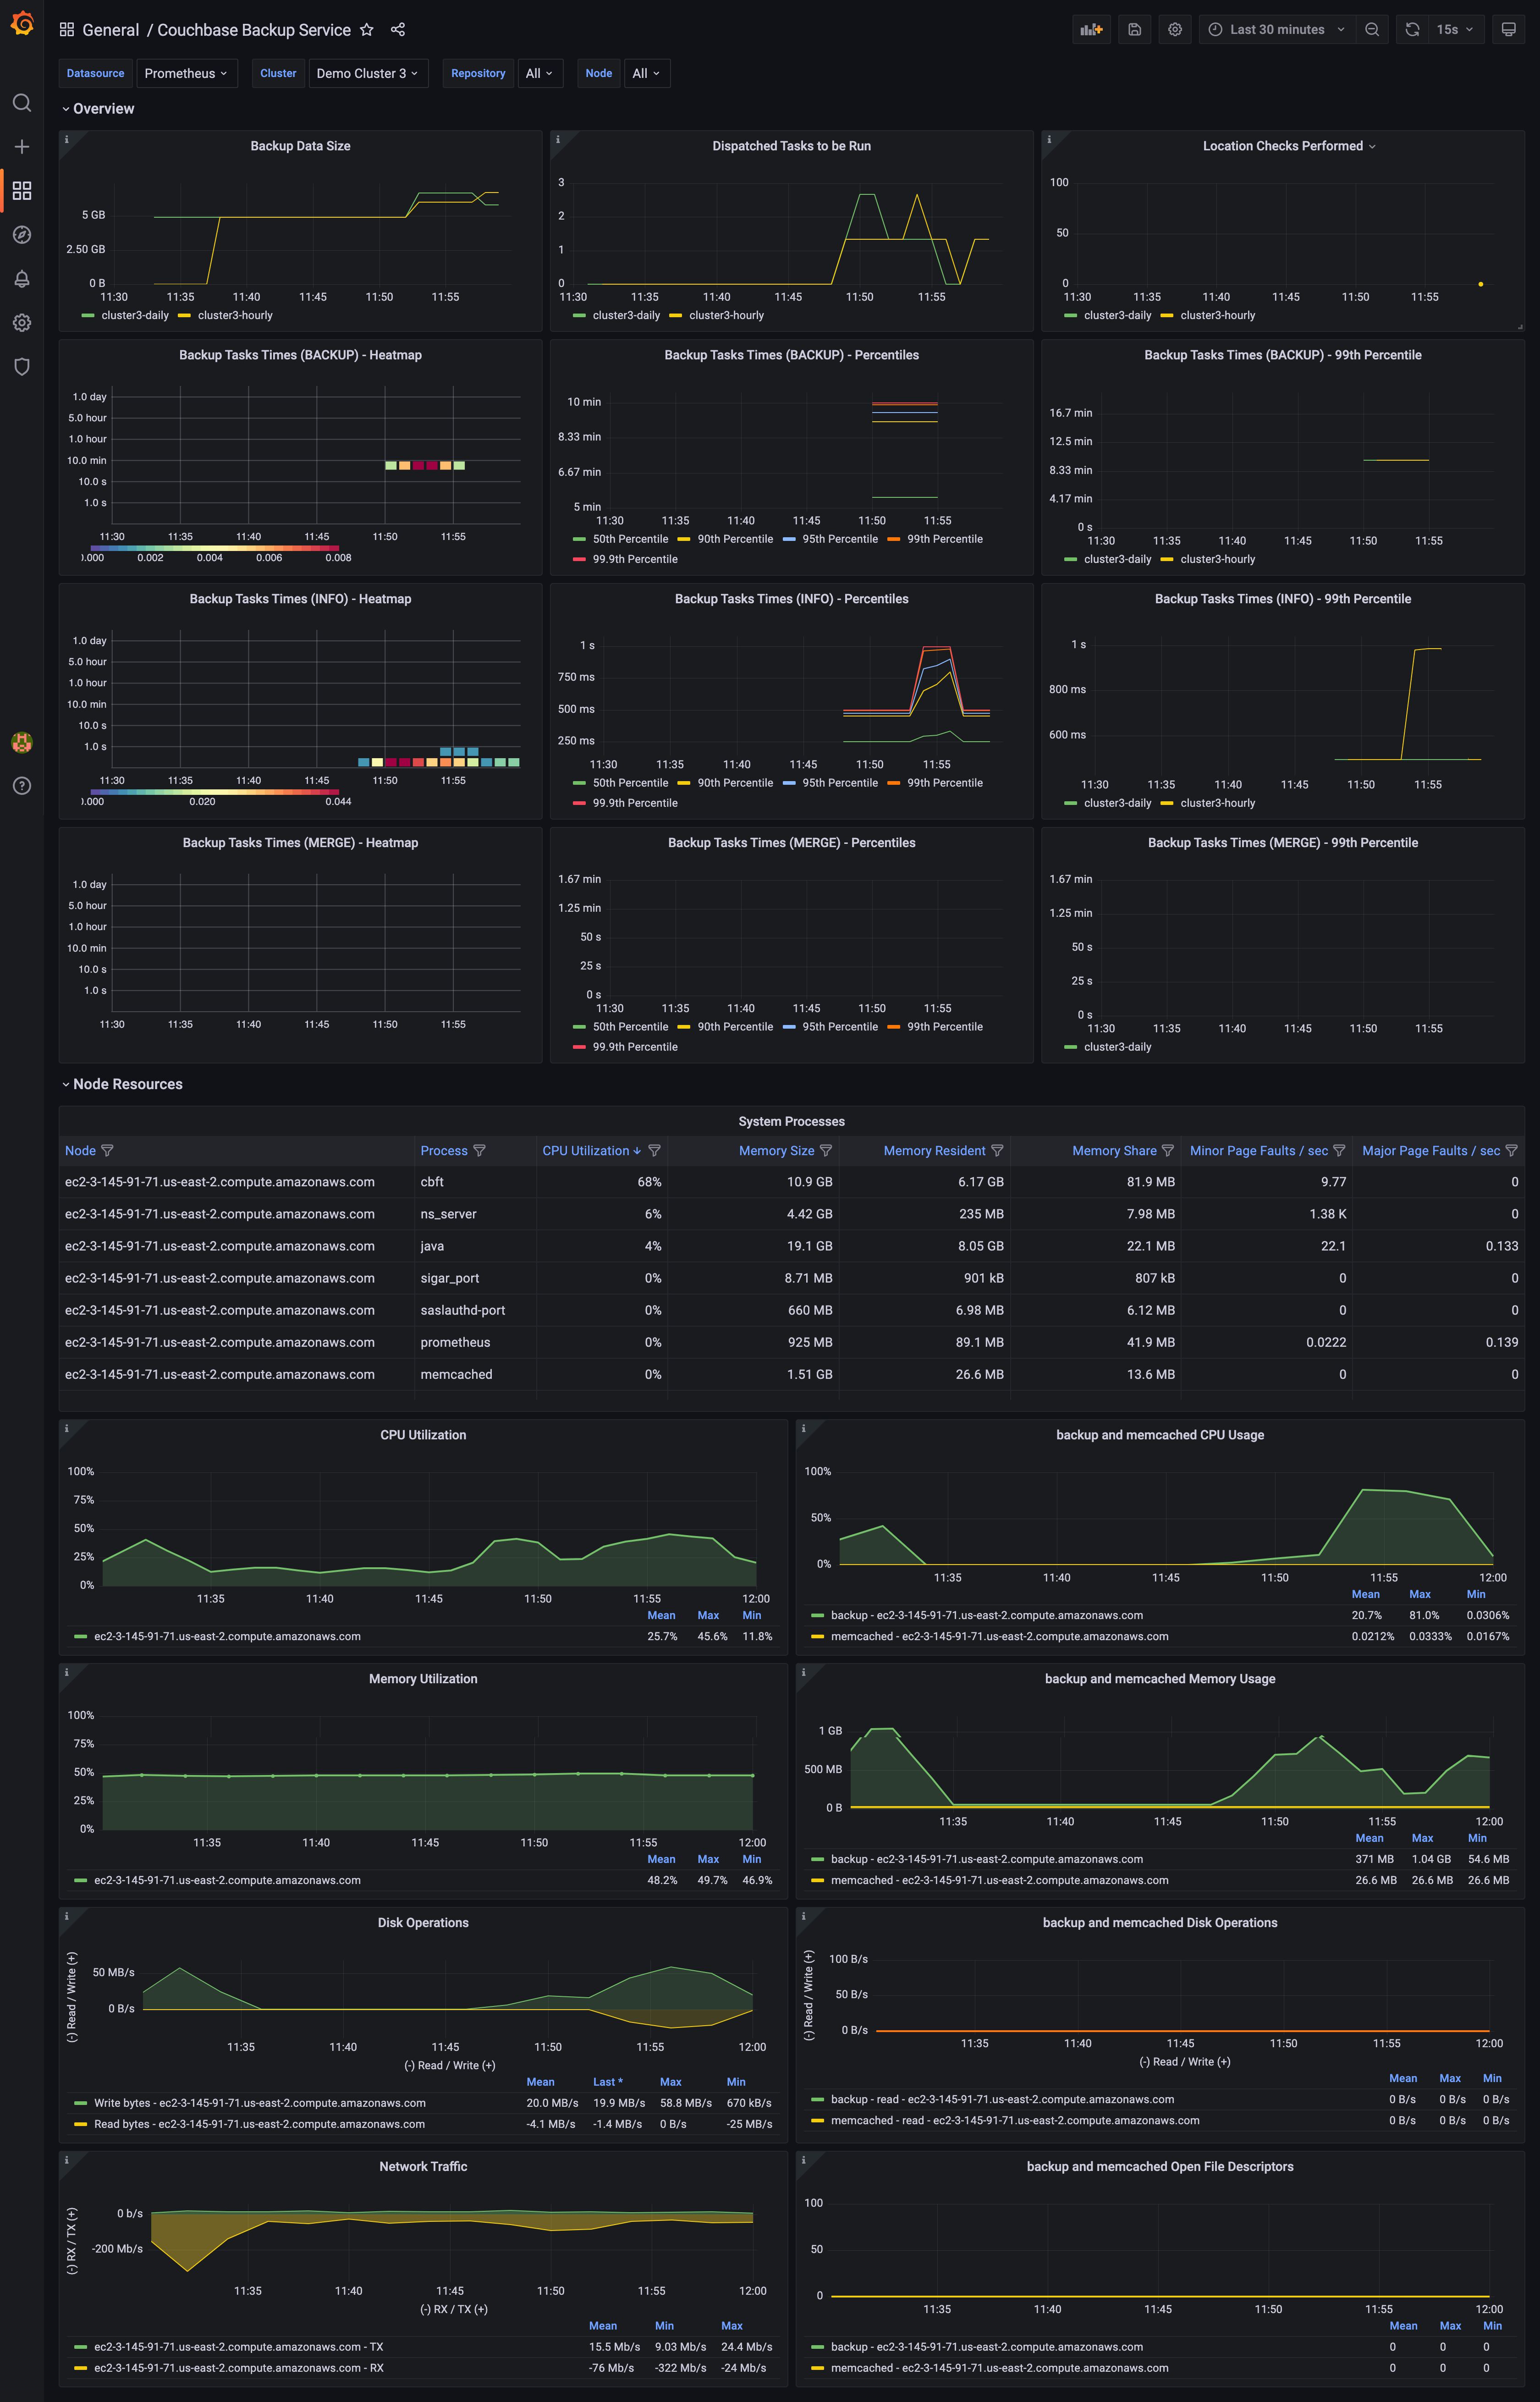 General / Couchbase Backup Service
Last 30 minutes
15s
Datasource Prometheus Cluster Demo Cluster 3 Repository All Node All
Overview
Backup Data Size
5 GB
2.50 GB
0 B
11:30 11:35 11:40 11:45 11:50 11:55
cluster3-daily cluster3-hourly
Dispatched Tasks to be Run
3
2
1
0
11:30 11:35 11:40 11:45 11:50 11:55
cluster3-daily cluster3-hourly
Location Checks Performed
100
50
0
11:30 11:35 11:40 11:45 11:50 11:55
cluster3-daily cluster3-hourly
Backup Tasks Times (BACKUP) - Heatmap
1.0 day
5.0 hour
1.0 hour
10.0 min
10.0 s
1.0 s
11:30 11:35 11:40 11:45 11:50 11:55
0.002 0.004 0.006 0.008
Backup Tasks Times (BACKUP) - Percentiles
10 min
8.33 min
6.67 min
5 min
11:30 11:35 11:40 11:45 11:50 11:55
50th Percentile 90th Percentile 95th Percentile 99th Percentile
99.9th Percentile
Backup Tasks Times (BACKUP) - 99th Percentile
16.7 min
12.5 min
8.33 min
4.17 min
0 s
11:30 11:35 11:40 11:45 11:50 11:55
cluster3-daily cluster3-hourly
Backup Tasks Times (INFO) - Heatmap
1.0 day
5.0 hour
1.0 hour
10.0 min
10.0 s
1.0 s
11:30 11:35 11:40 11:45 11:50 11:55
0.020 0.044
Backup Tasks Times (INFO) - Percentiles
1 s
750 ms
500 ms
250 ms
11:30 11:35 11:40 11:45 11:50 11:55
50th Percentile 90th Percentile 95th Percentile 99th Percentile
99.9th Percentile
Backup Tasks Times (INFO) - 99th Percentile
1 s
800 ms
600 ms
11:30 11:35 11:40 11:45 11:50 11:55
cluster3-daily cluster3-hourly
Backup Tasks Times (MERGE) - Heatmap
1.0 day
5.0 hour
1.0 hour
10.0 min
10.0 s
1.0 s
11:30 11:35 11:40 11:45 11:50 11:55
Backup Tasks Times (MERGE) - Percentiles
1.67 min
1.25 min
50 s
25 s
0 s
11:30 11:35 11:40 11:45 11:50 11:55
50th Percentile 90th Percentile 95th Percentile 99th Percentile
99.9th Percentile
Backup Tasks Times (MERGE) - 99th Percentile
1.67 min
1.25 min
50 s
25 s
0 s
11:30 11:35 11:40 11:45 11:50 11:55
cluster3-daily
Node Resources
System Processes
Node Process CPU Utilization Memory Size Memory Resident Memory Share Minor Page Faults / sec Major Page Faults / sec
ec2-3-145-91-71.us-east-2.compute.amazonaws.com cbft 68% 10.9 GB 6.17 GB 81.9 MB 9.77 0
ec2-3-145-91-71.us-east-2.compute.amazonaws.com ns_server 6% 4.42 GB 235 MB 7.98 MB 1.38 K 0
ec2-3-145-91-71.us-east-2.compute.amazonaws.com java 4% 19.1 GB 8.05 GB 22.1 MB 22.1 0.133
ec2-3-145-91-71.us-east-2.compute.amazonaws.com sigar_port 0% 8.71 MB 901 kB 807 kB 0 0
ec2-3-145-91-71.us-east-2.compute.amazonaws.com saslauthd-port 0% 660 MB 6.98 MB 6.12 MB 0 0
ec2-3-145-91-71.us-east-2.compute.amazonaws.com prometheus 0% 925 MB 89.1 MB 41.9 MB 0.0222 0.139
ec2-3-145-91-71.us-east-2.compute.amazonaws.com memcached 0% 1.51 GB 26.6 MB 13.6 MB 0 0
CPU Utilization
100%
75%
50%
25%
0%
11:35 11:40 11:45 11:50 11:55 12:00
Mean Max Min
ec2-3-145-91-71.us-east-2.compute.amazonaws.com 25.7% 45.6% 11.8%
backup and memcached CPU Usage
100%
50%
0%
11:35 11:40 11:45 11:50 11:55 12:00
Mean Max Min
backup - ec2-3-145-91-71.us-east-2.compute.amazonaws.com 20.7% 81.0% 0.0306%
memcached - ec2-3-145-91-71.us-east-2.compute.amazonaws.com 0.0212% 0.0333% 0.0167%
Memory Utilization
100%
75%
50%
25%
0%
11:35 11:40 11:45 11:50 11:55 12:00
Mean Max Min
ec2-3-145-91-71.us-east-2.compute.amazonaws.com 48.2% 49.7% 46.9%
backup and memcached Memory Usage
1 GB
500 MB
0 B
11:35 11:40 11:45 11:50 11:55 12:00
Mean Max Min
backup - ec2-3-145-91-71.us-east-2.compute.amazonaws.com 371 MB 1.04 GB 54.6 MB
memcached - ec2-3-145-91-71.us-east-2.compute.amazonaws.com 26.6 MB 26.6 MB 26.6 MB
Disk Operations
(-) Read / Write (+)
50 MB/s
0 B/s
11:35 11:40 11:45 11:50 11:55 12:00
(-) Read / Write (+)
Mean Last * Max Min
Write bytes - ec2-3-145-91-71.us-east-2.compute.amazonaws.com 20.0 MB/s 19.9 MB/s 58.8 MB/s 670 kB/s
Read bytes - ec2-3-145-91-71.us-east-2.compute.amazonaws.com -4.1 MB/s -1.4 MB/s 0 B/s -25 MB/s
backup and memcached Disk Operations
(-) Read / Write (+)
100 B/s
50 B/s
0 B/s
11:35 11:40 11:45 11:50 11:55 12:00
(-) Read / Write (+)
Mean Max Min
backup - read - ec2-3-145-91-71.us-east-2.compute.amazonaws.com 0 B/s 0 B/s 0 B/s
memcached - read - ec2-3-145-91-71.us-east-2.compute.amazonaws.com 0 B/s 0 B/s 0 B/s
Network Traffic
(-) RX / TX (+)
0 b/s
-200 Mb/s
11:35 11:40 11:45 11:50 11:55 12:00
(-) RX / TX (+)
Mean Min Max
ec2-3-145-91-71.us-east-2.compute.amazonaws.com - TX 15.5 Mb/s 9.03 Mb/s 24.4 Mb/s
ec2-3-145-91-71.us-east-2.compute.amazonaws.com - RX -76 Mb/s -322 Mb/s -24 Mb/s
backup and memcached Open File Descriptors
100
50
0
11:35 11:40 11:45 11:50 11:55 12:00
Mean Max Min
backup - ec2-3-145-91-71.us-east-2.compute.amazonaws.com 0 0 0
memcached - ec2-3-145-91-71.us-east-2.compute.amazonaws.com 0 0 0